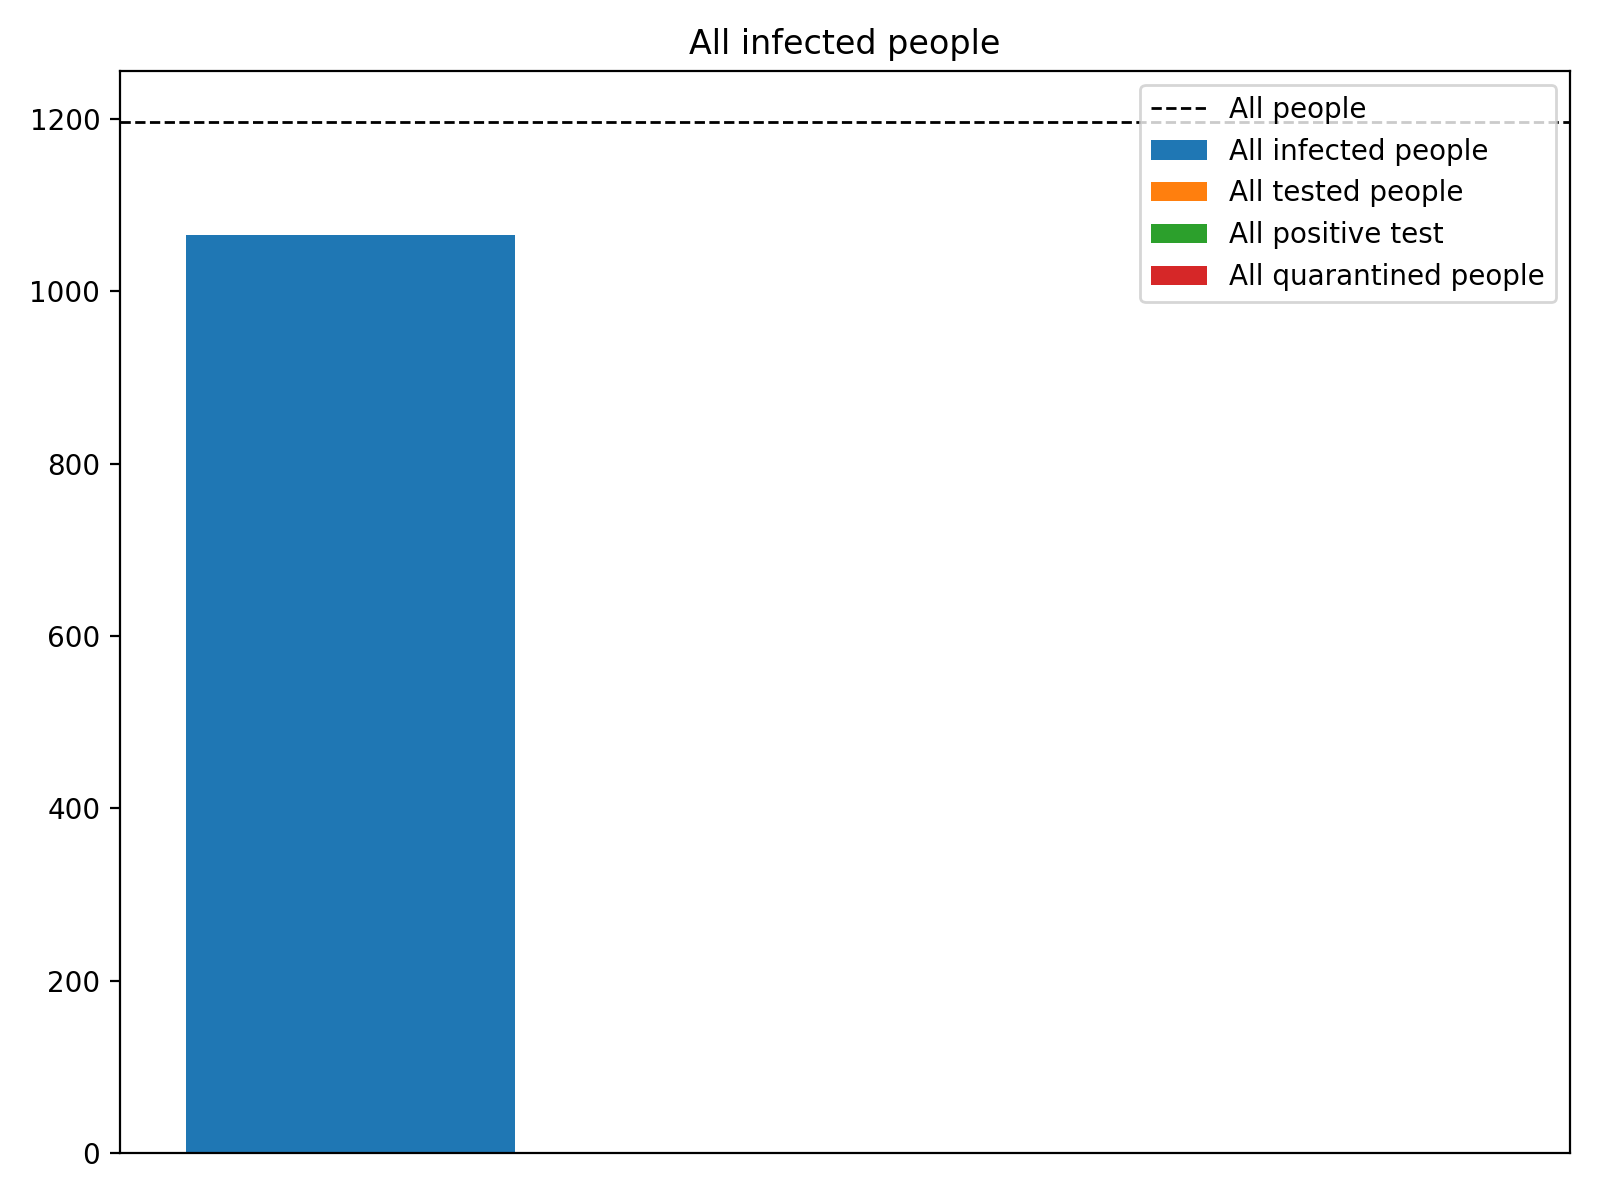 All infected people
1200
1000
800
600
400
200
0
All people
All infected people
All tested people
All positive test
All quarantined people